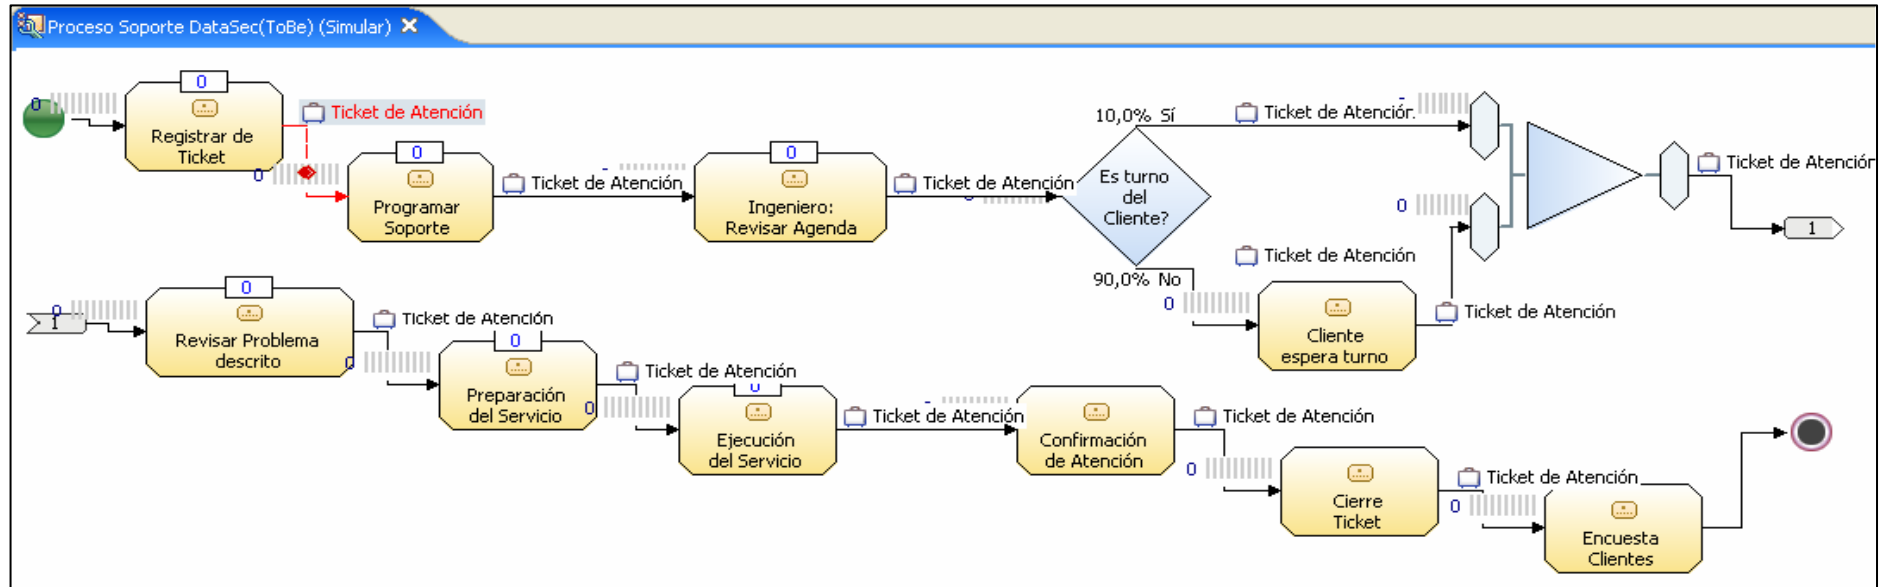 Proceso Soporte DataSec(ToBe) (Simular)
0
0
Registrar de
Ticket
Ticket de Atención
0
0
Programar
Soporte
Ticket de Atención
0
Ingeniero:
Revisar Agenda
Ticket de Atención
10,0% Sí
Es turno
del
Cliente?
90,0% No
Ticket de Atención
0
Ticket de Atención
0
Cliente
espera turno
Ticket de Atención
Ticket de Atención
1
1
0
0
Revisar Problema
descrito
Ticket de Atención
0
0
Preparación
del Servicio
Ticket de Atención
0
Ejecución
del Servicio
Ticket de Atención
Confirmación
de Atención
Ticket de Atención
0
Cierre
Ticket
Ticket de Atención
0
Encuesta
Clientes